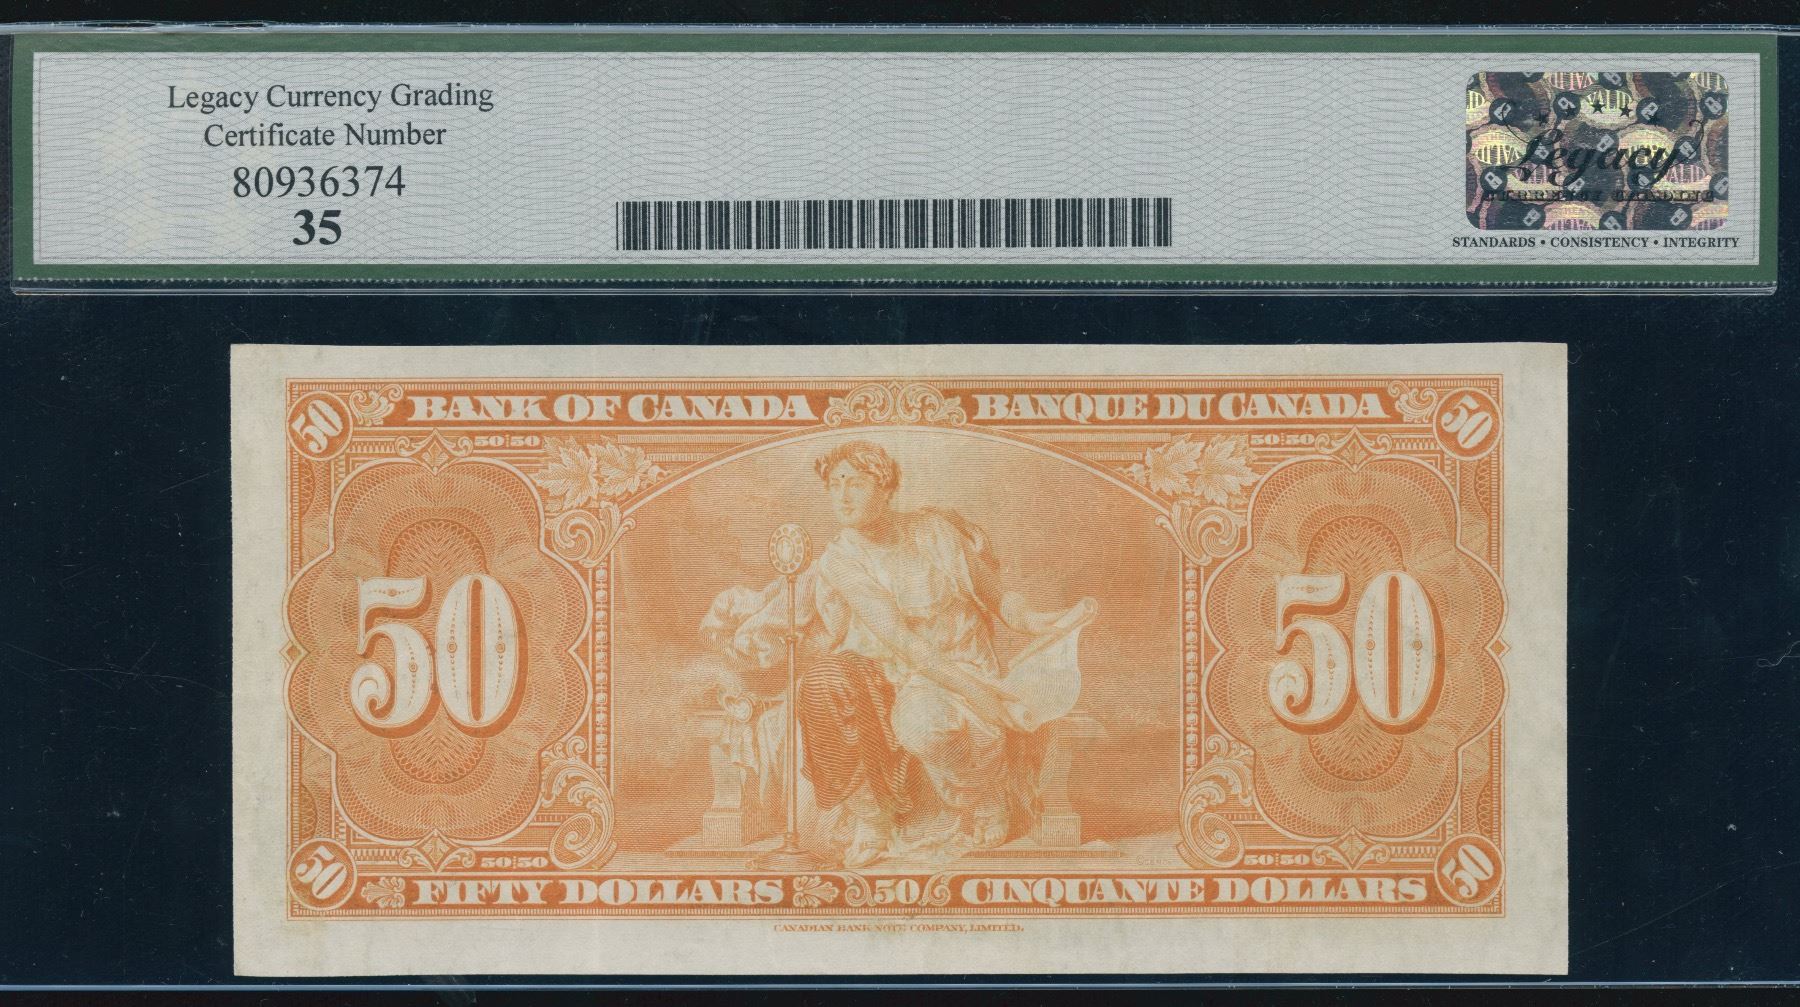 Legacy Currency Grading
Certificate Number
80936374
35
Legacy
CURRENCY GRADING
STANDARDS • CONSISTENCY • INTEGRITY
50 BANK OF CANADA BANQUE DU CANADA 50
50 50 50 50
50 50
50 50 50 50
50 FIFTY DOLLARS 50 CINQUANTE DOLLARS 50
CANADIAN BANK NOTE COMPANY, LIMITED.